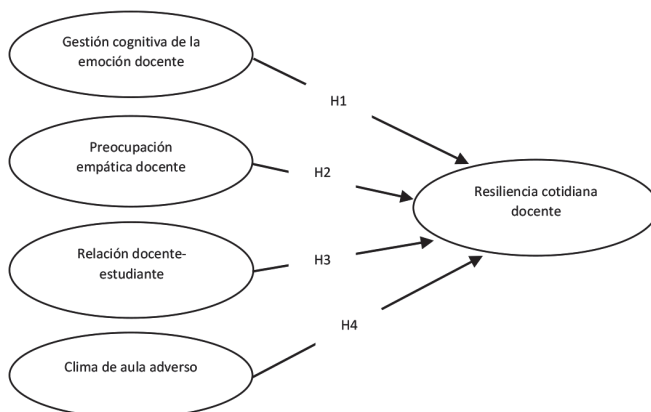 Gestión cognitiva de la
emoción docente
H1
Preocupación
empática docente
H2
Resiliencia cotidiana
docente
Relación docente-
estudiante
H3
H4
Clima de aula adverso